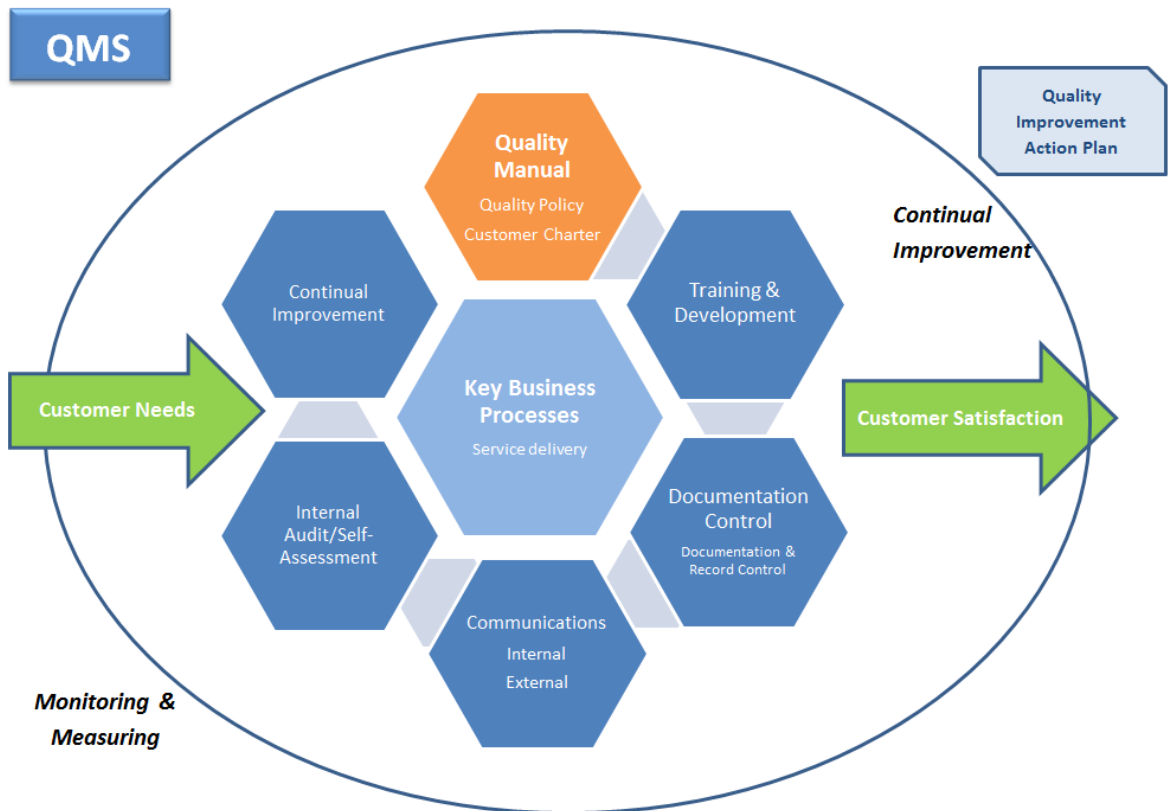 QMS
Quality
Improvement
Action Plan
Quality
Manual
Quality Policy
Customer Charter
Continual
Improvement
Continual
Improvement
Training &
Development
Customer Needs
Key Business
Processes
Service delivery
Customer Satisfaction
Internal
Audit/Self-
Assessment
Documentation
Control
Documentation &
Record Control
Communications
Internal
External
Monitoring &
Measuring